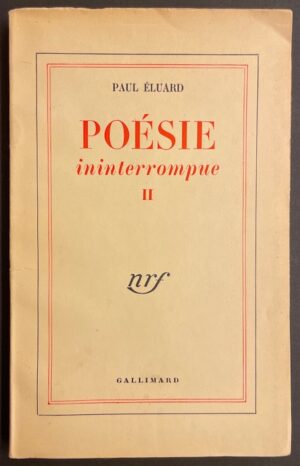 PAUL ÉLUARD
POÉSIE
ininterrompue
II
nrf
GALLIMARD